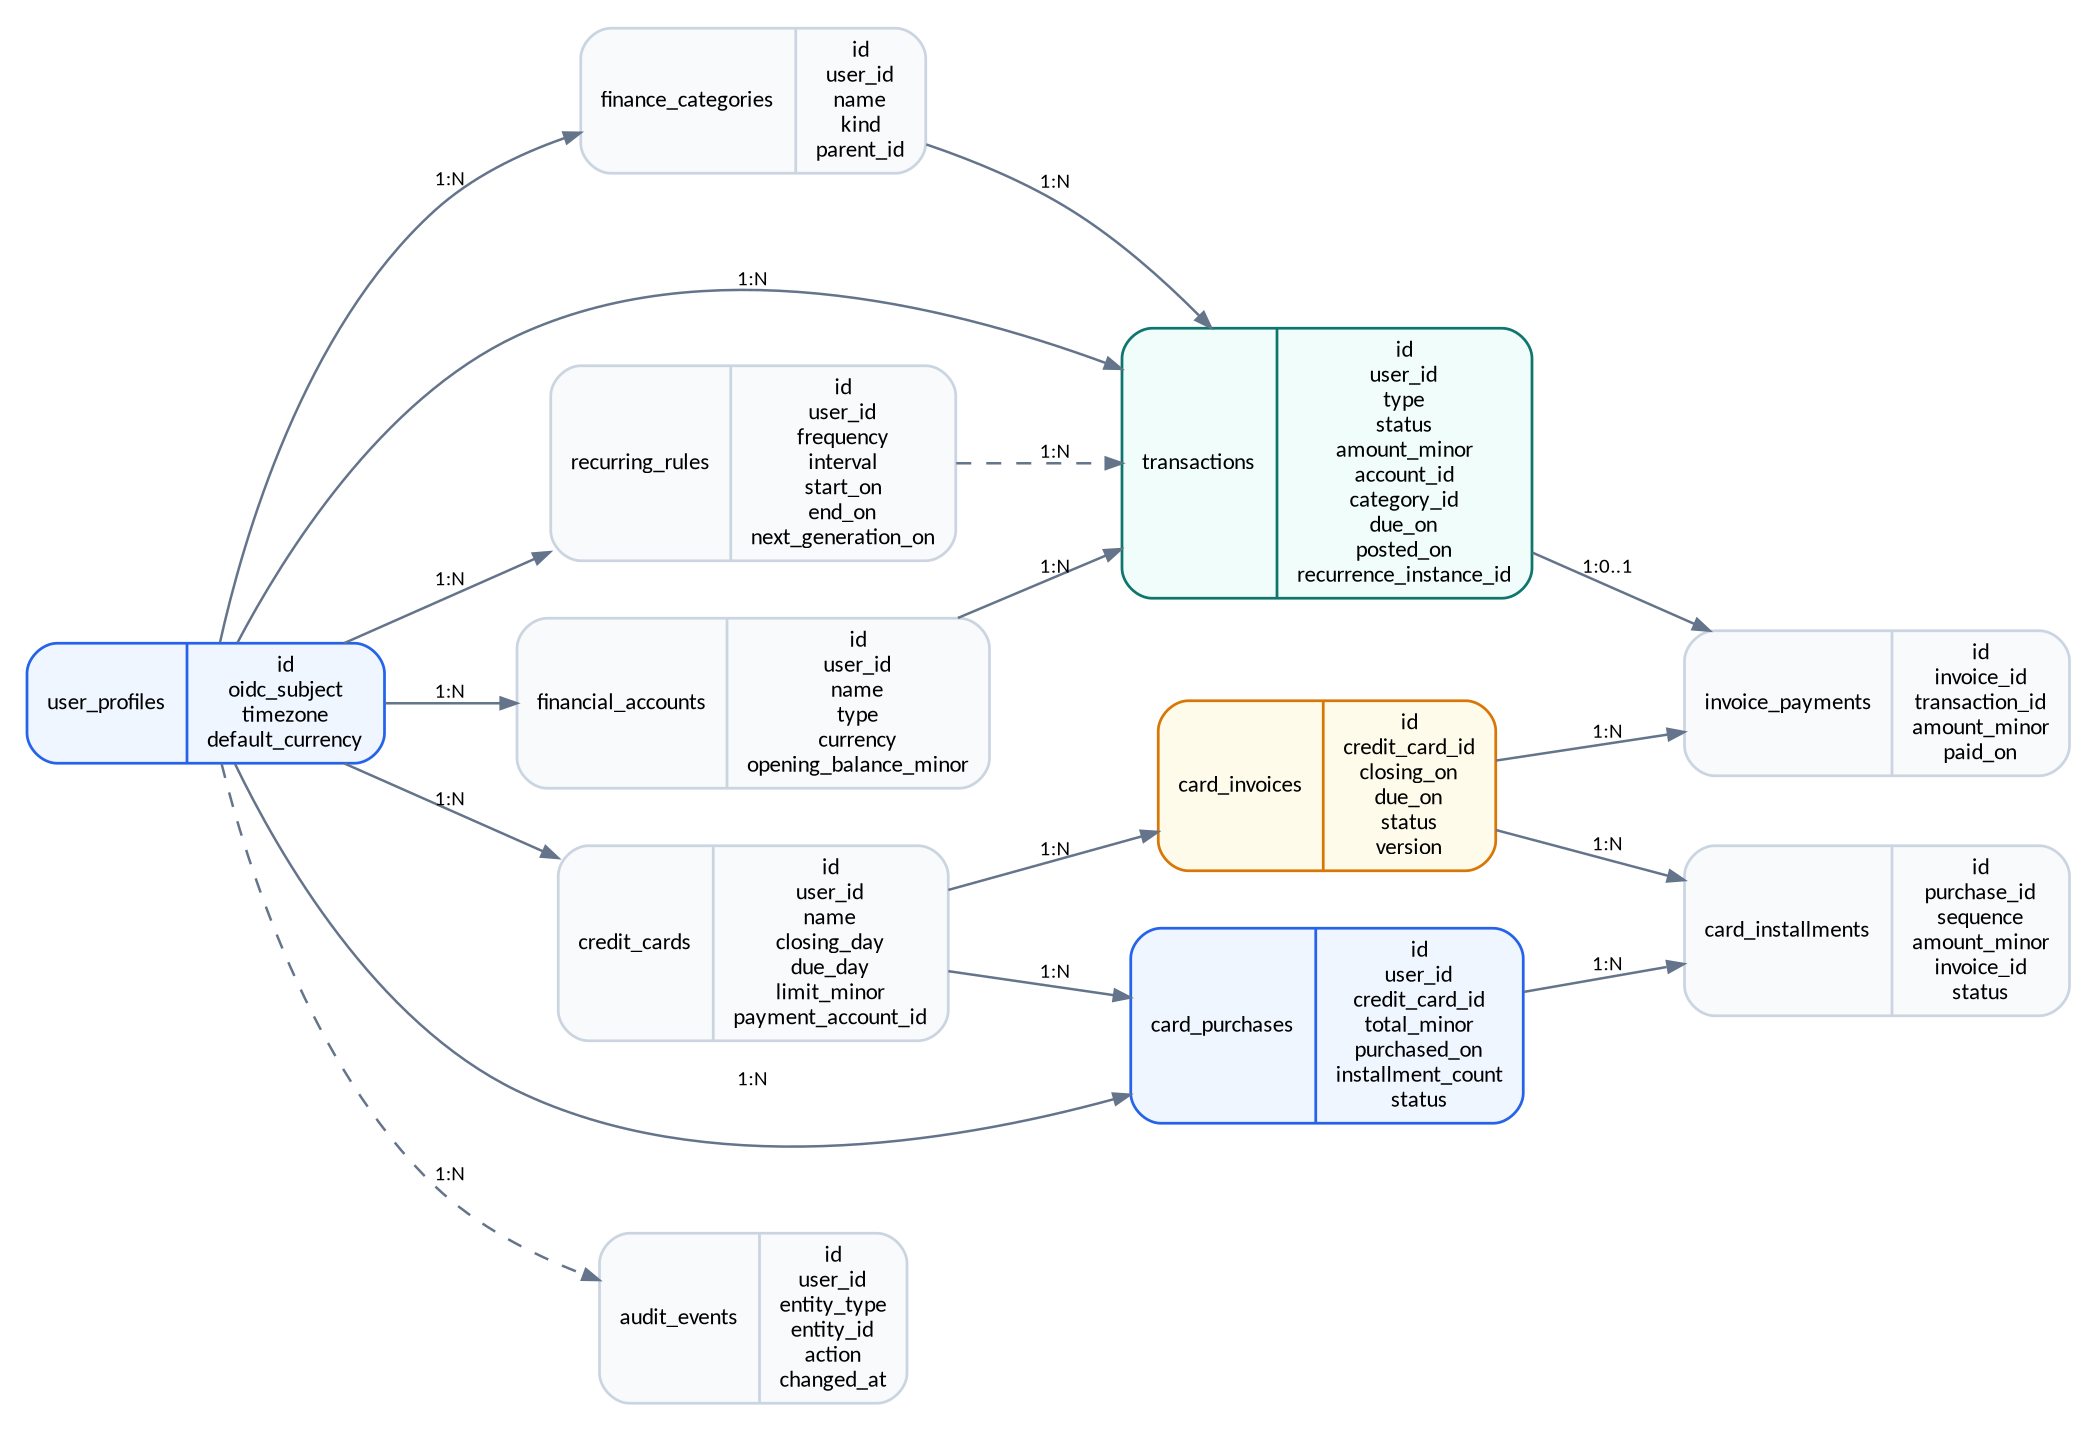 finance_categories
id
user_id
name
kind
parent_id
1:N
1:N
1:N
recurring_rules
id
user_id
frequency
interval
start_on
end_on
next_generation_on
1:N
transactions
id
user_id
type
status
amount_minor
account_id
category_id
due_on
posted_on
recurrence_instance_id
1:N
1:N
1:0..1
user_profiles
id
oidc_subject
timezone
default_currency
1:N
financial_accounts
id
user_id
name
type
currency
opening_balance_minor
invoice_payments
id
invoice_id
transaction_id
amount_minor
paid_on
1:N
card_invoices
id
credit_card_id
closing_on
due_on
status
version
1:N
1:N
1:N
1:N
credit_cards
id
user_id
name
closing_day
due_day
limit_minor
payment_account_id
card_installments
id
purchase_id
sequence
amount_minor
invoice_id
status
1:N
1:N
card_purchases
id
user_id
credit_card_id
total_minor
purchased_on
installment_count
status
1:N
1:N
audit_events
id
user_id
entity_type
entity_id
action
changed_at